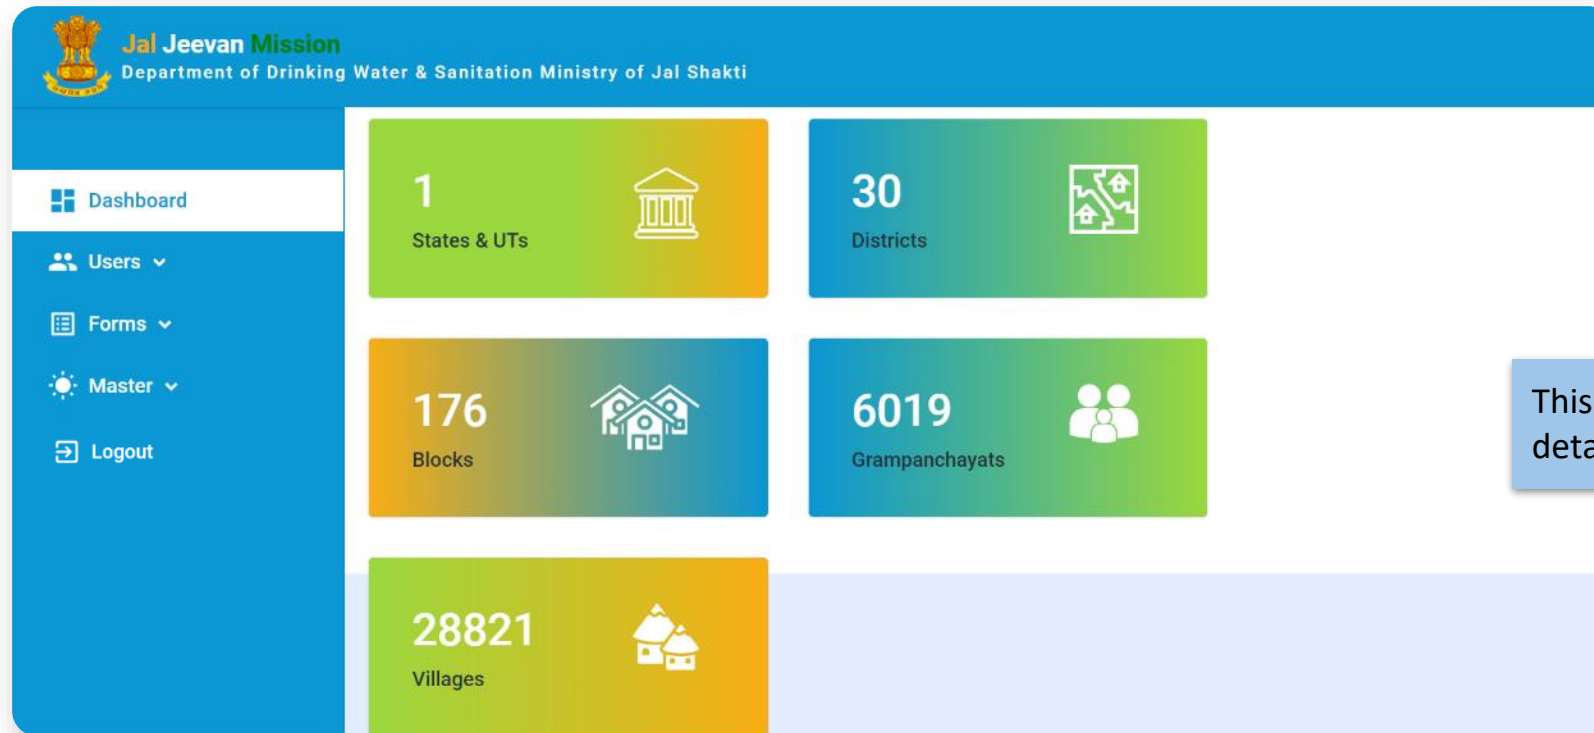 Jal Jeevan Mission
Department of Drinking Water & Sanitation Ministry of Jal Shakti
Dashboard
Users
Forms
Master
Logout
1
States & UTs
30
Districts
176
Blocks
6019
Grampanchayats
28821
Villages
This
deta